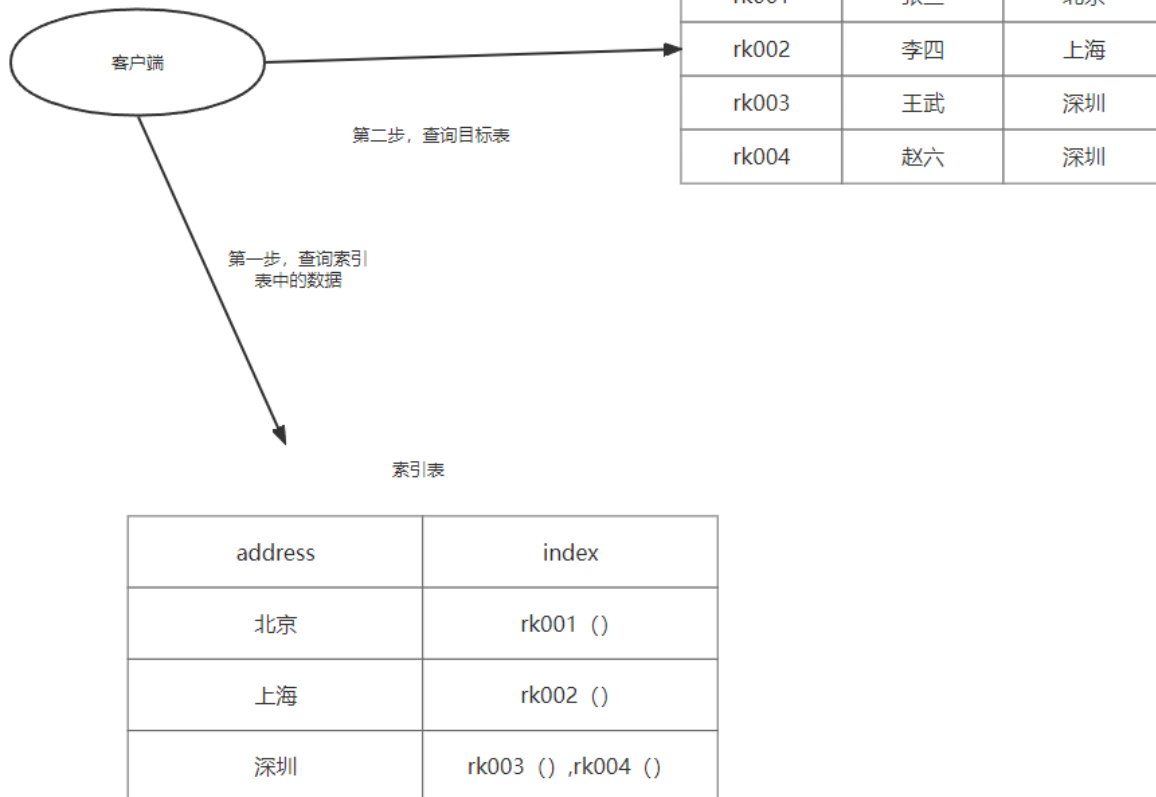 客户端
rk002 李四 上海
rk003 王武 深圳
rk004 赵六 深圳
第二步，查询目标表
第一步，查询索引
表中的数据
索引表
address index
北京 rk001（）
上海 rk002（）
深圳 rk003（）,rk004（）